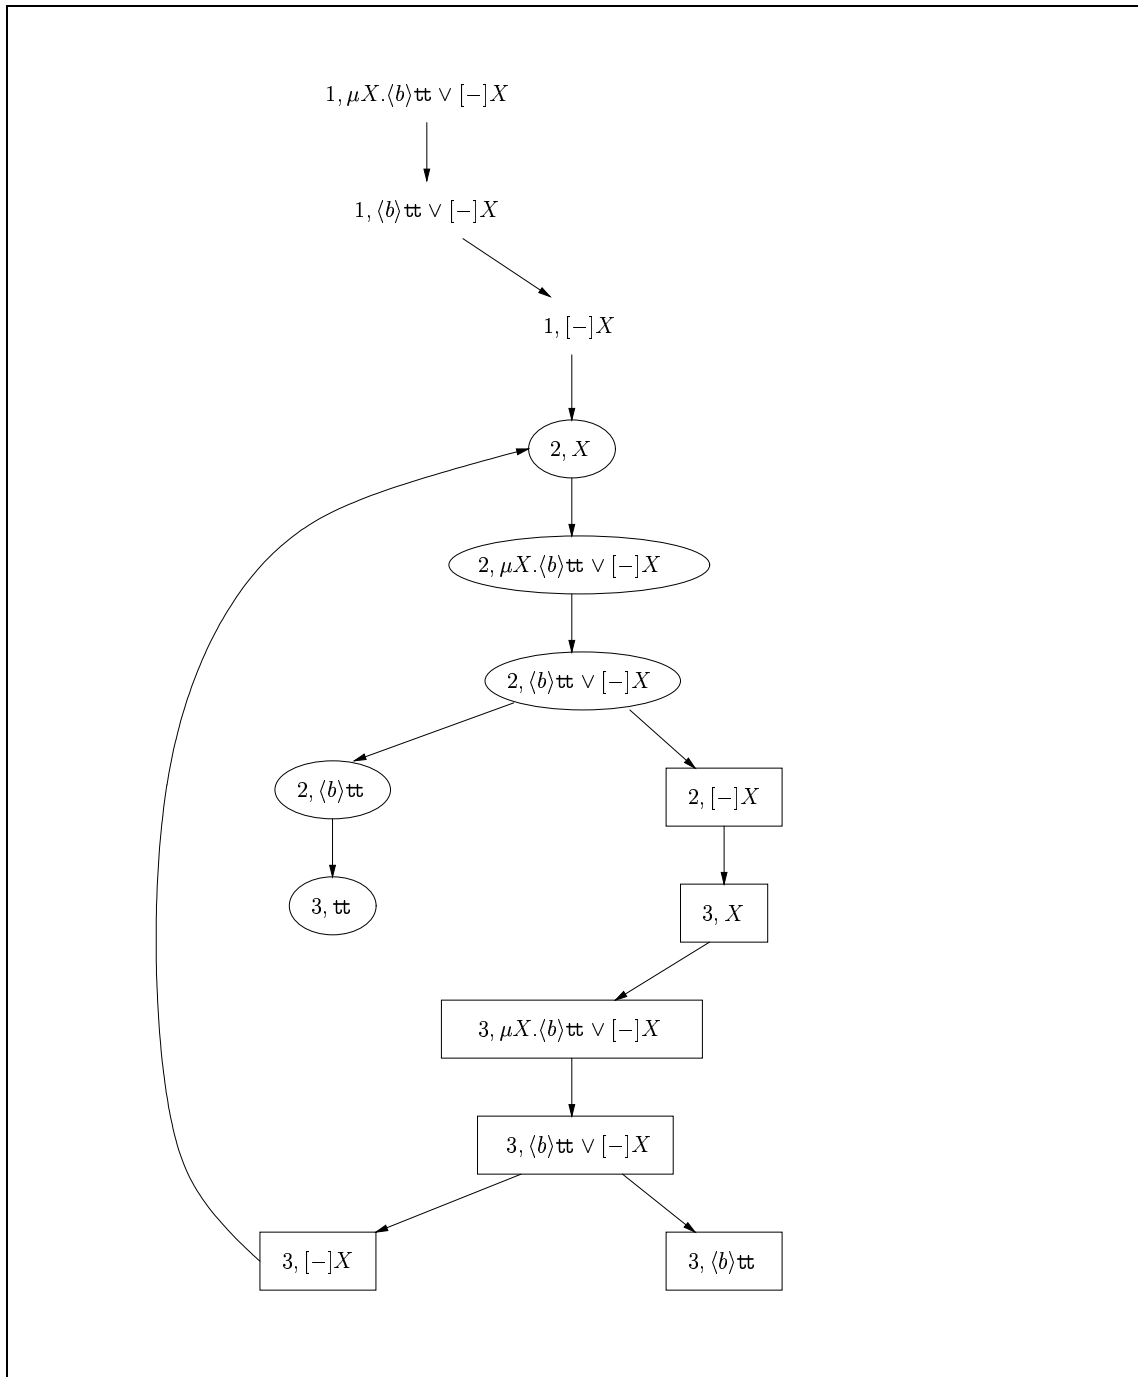 1, μX.⟨b⟩tt ∨ [−]X
1, ⟨b⟩tt ∨ [−]X
1, [−]X
2, X
2, μX.⟨b⟩tt ∨ [−]X
2, ⟨b⟩tt ∨ [−]X
2, ⟨b⟩tt
2, [−]X
3, tt
3, X
3, μX.⟨b⟩tt ∨ [−]X
3, ⟨b⟩tt ∨ [−]X
3, [−]X
3, ⟨b⟩tt